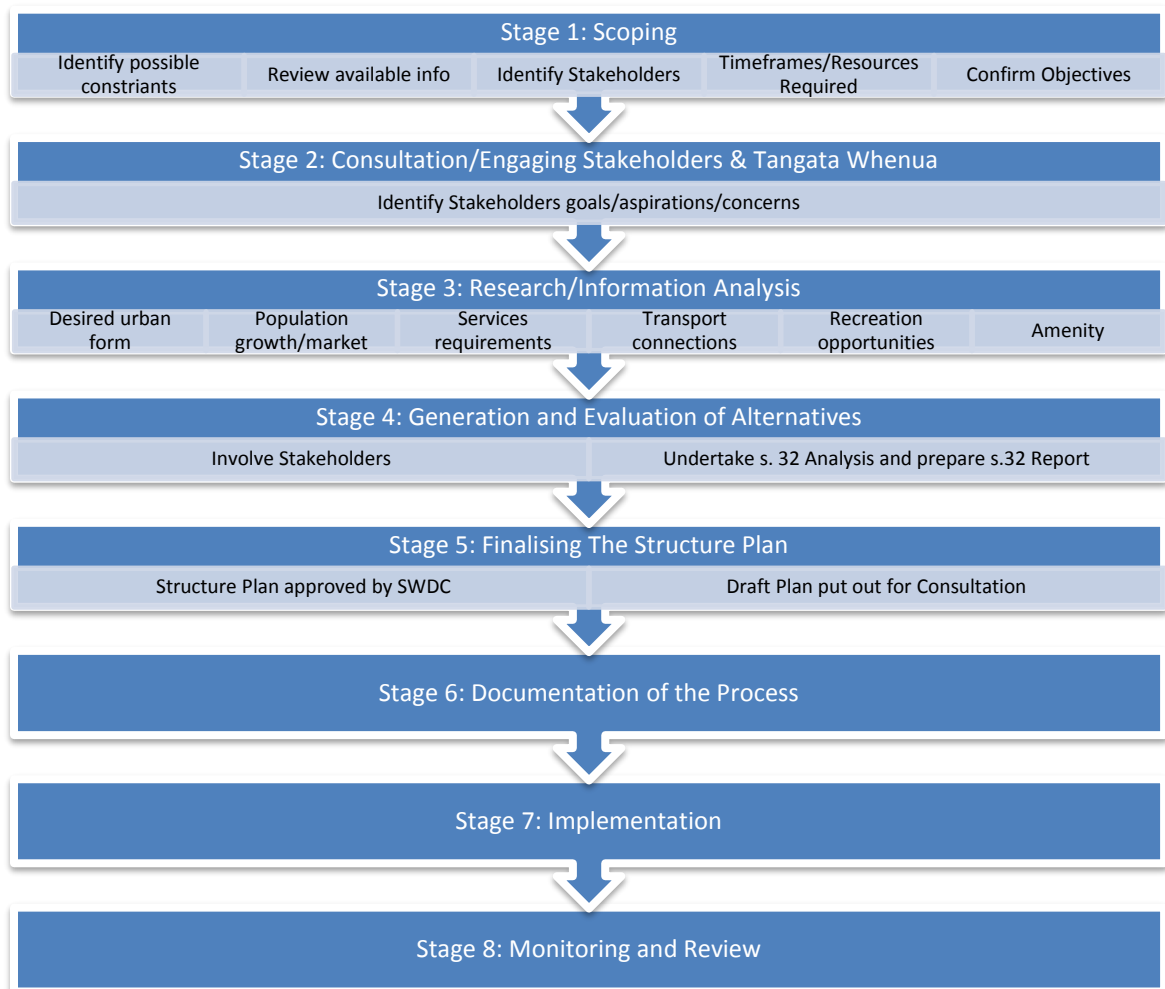 Stage 1: Scoping
Identify possible
constriants
Review available info
Identify Stakeholders
Timeframes/Resources
Required
Confirm Objectives
Stage 2: Consultation/Engaging Stakeholders & Tangata Whenua
Identify Stakeholders goals/aspirations/concerns
Stage 3: Research/Information Analysis
Desired urban
form
Population
growth/market
Services
requirements
Transport
connections
Recreation
opportunities
Amenity
Stage 4: Generation and Evaluation of Alternatives
Involve Stakeholders
Undertake s. 32 Analysis and prepare s.32 Report
Stage 5: Finalising The Structure Plan
Structure Plan approved by SWDC
Draft Plan put out for Consultation
Stage 6: Documentation of the Process
Stage 7: Implementation
Stage 8: Monitoring and Review